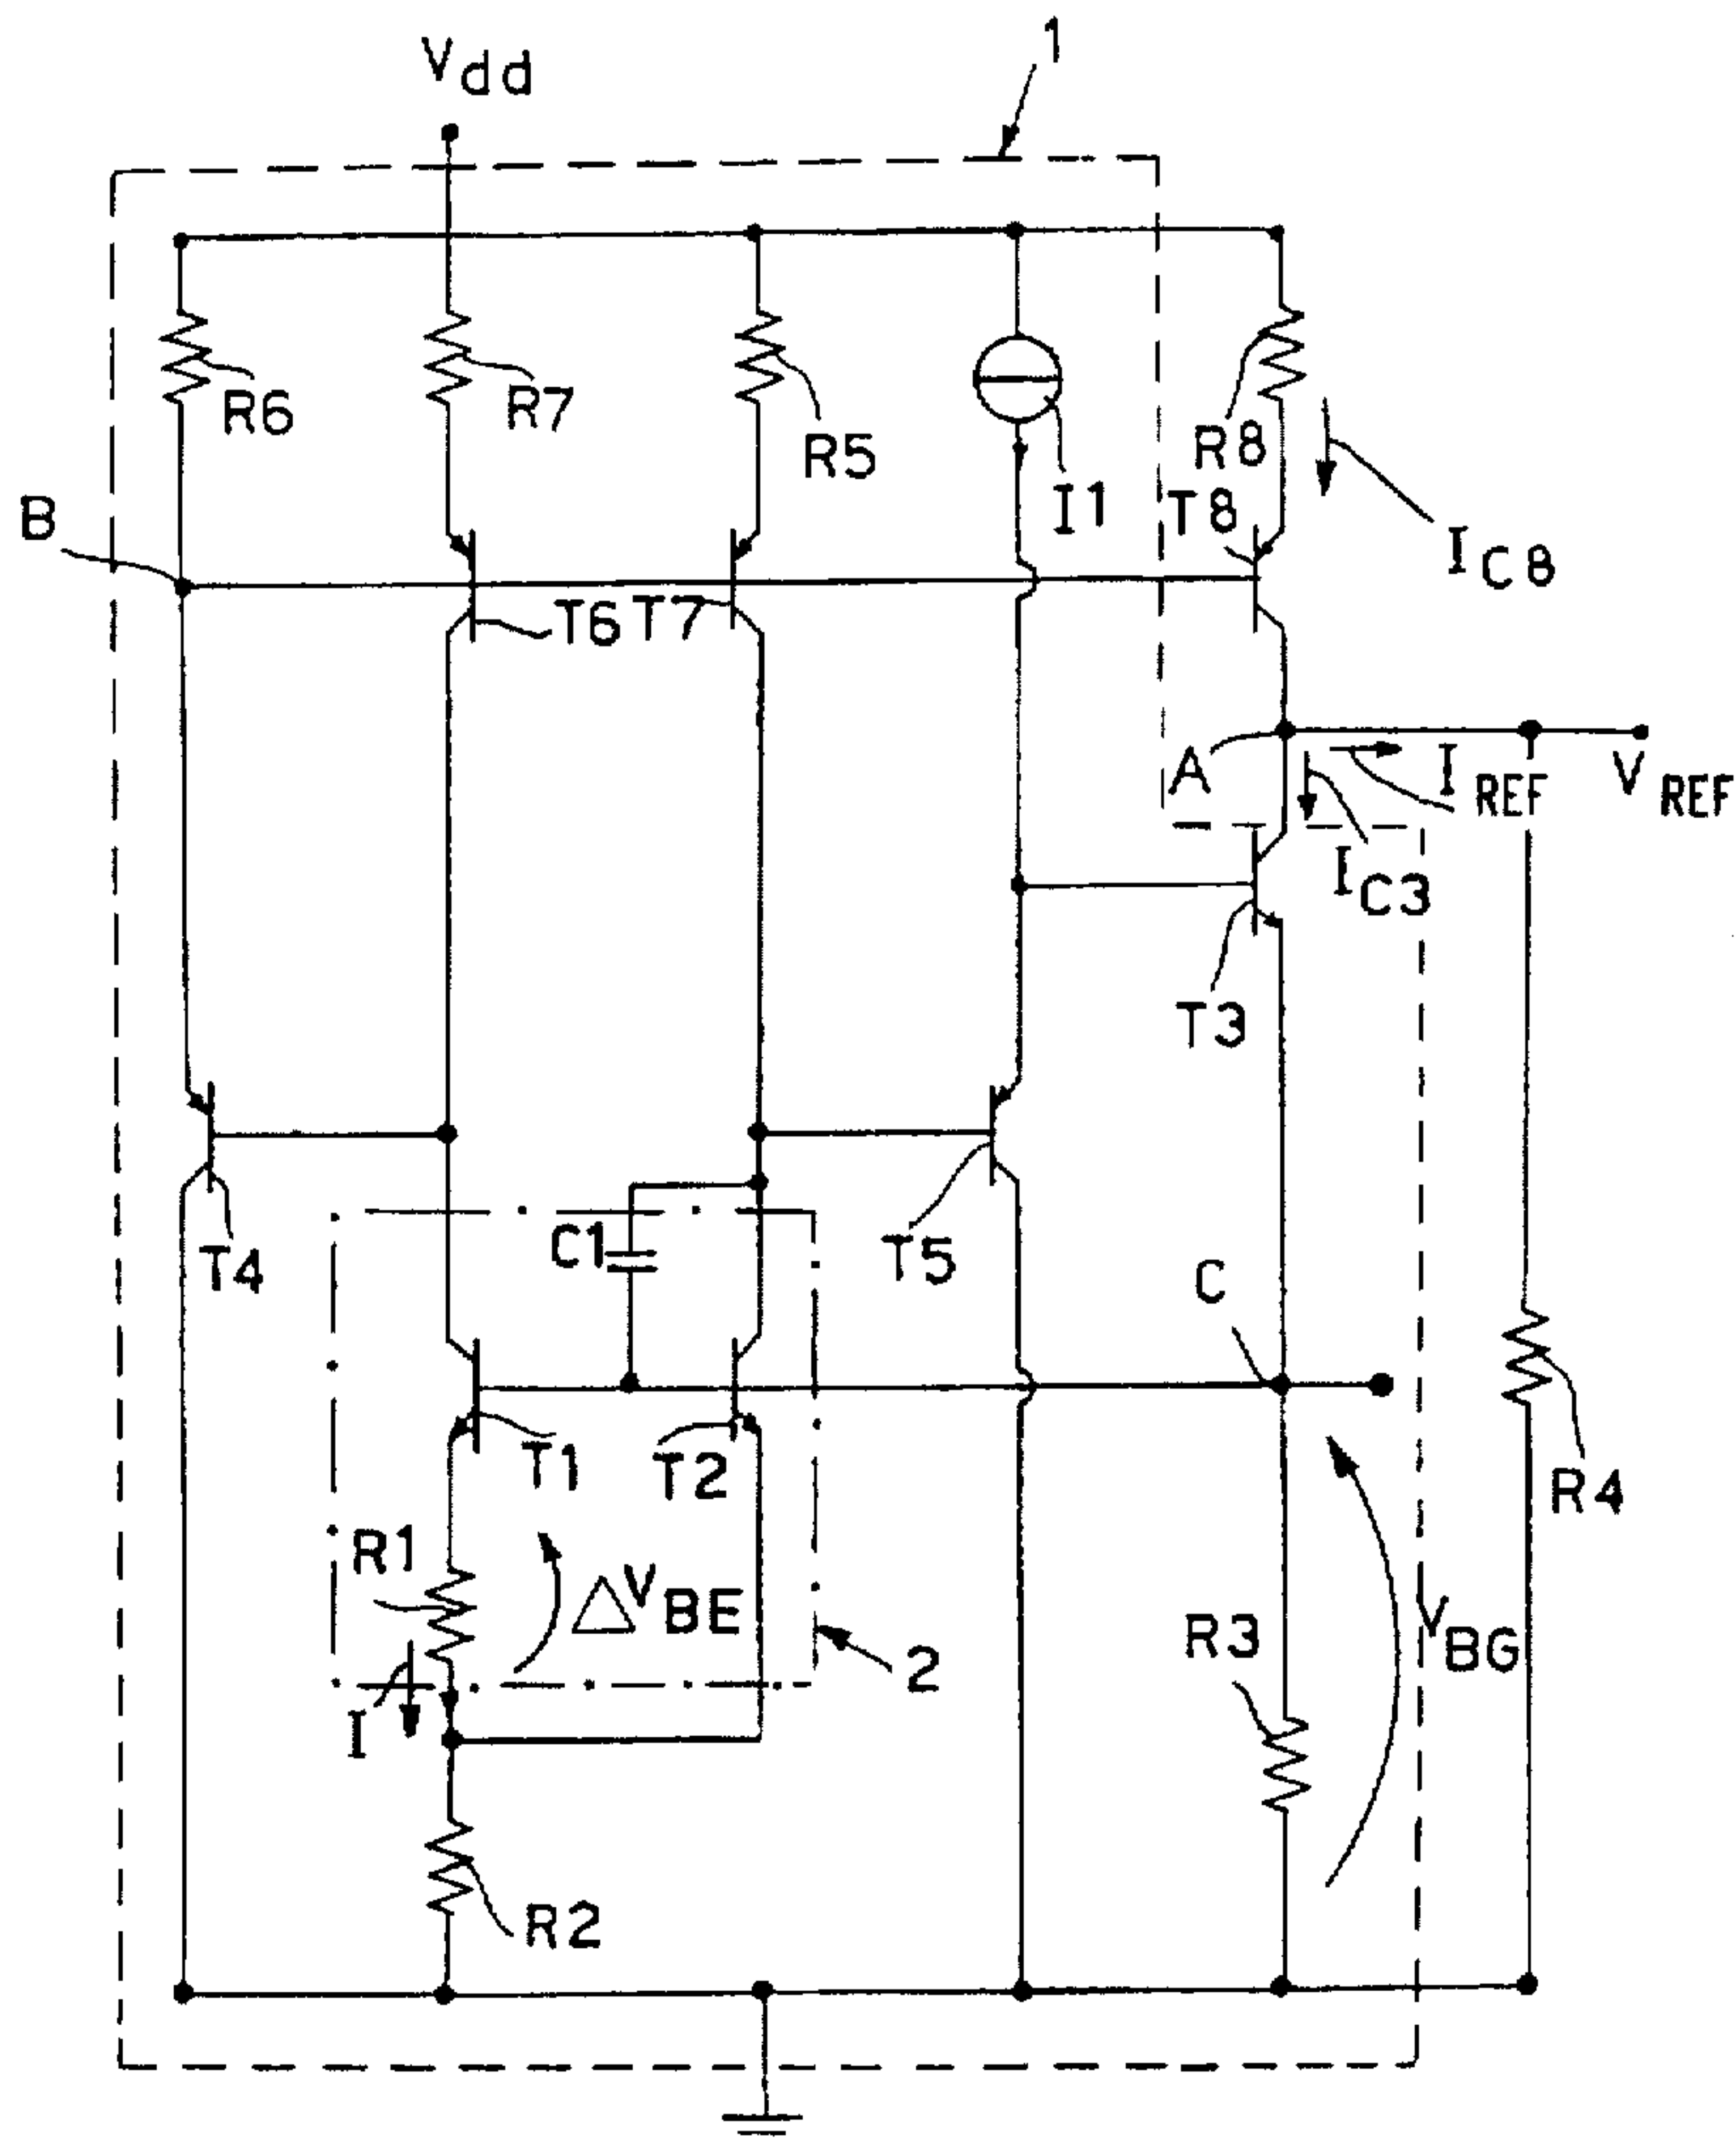 1
Vdd
R6
R7
R5
I1
R8
T8
IC8
B
T6
T7
A
IREF
VREF
IC3
T3
T4
C1
T5
C
T1
T2
R4
R1
ΔVBE
2
R3
VBG
I
R2